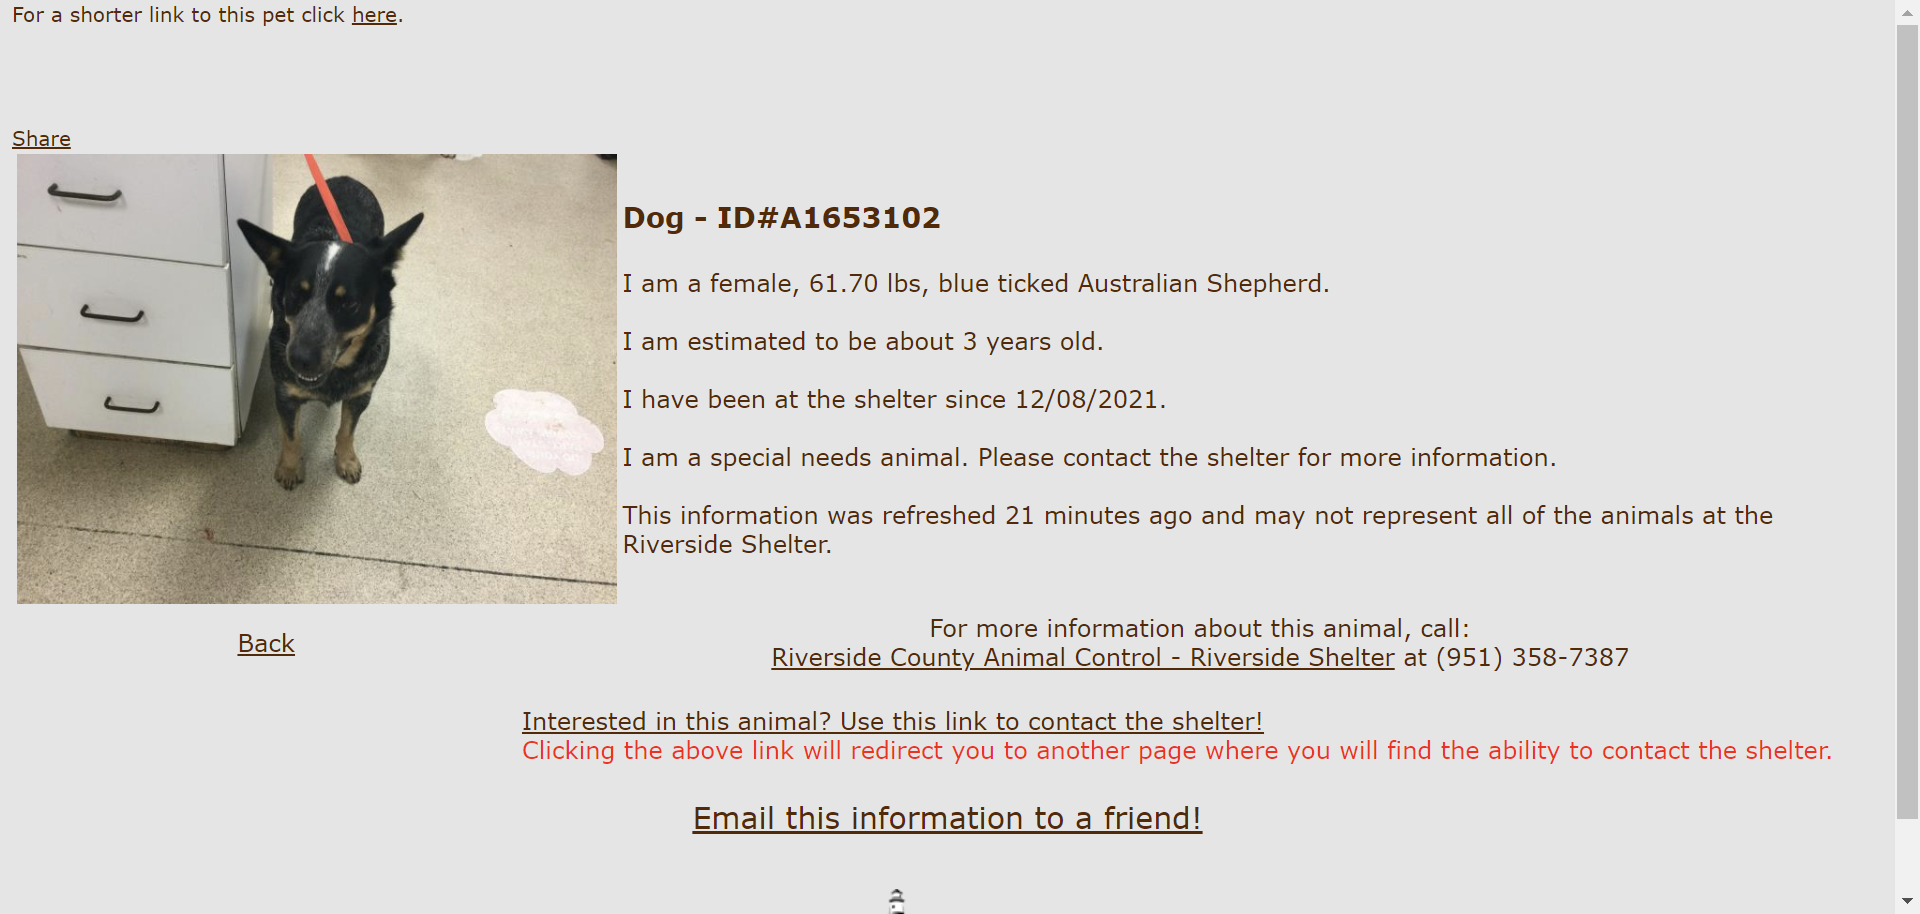 For a shorter link to this pet click here.
Share
Dog - ID#A1653102
I am a female, 61.70 lbs, blue ticked Australian Shepherd.
I am estimated to be about 3 years old.
I have been at the shelter since 12/08/2021.
I am a special needs animal. Please contact the shelter for more information.
This information was refreshed 21 minutes ago and may not represent all of the animals at the
Riverside Shelter.
Back
For more information about this animal, call:
Riverside County Animal Control - Riverside Shelter at (951) 358-7387
Interested in this animal? Use this link to contact the shelter!
Clicking the above link will redirect you to another page where you will find the ability to contact the shelter.
Email this information to a friend!